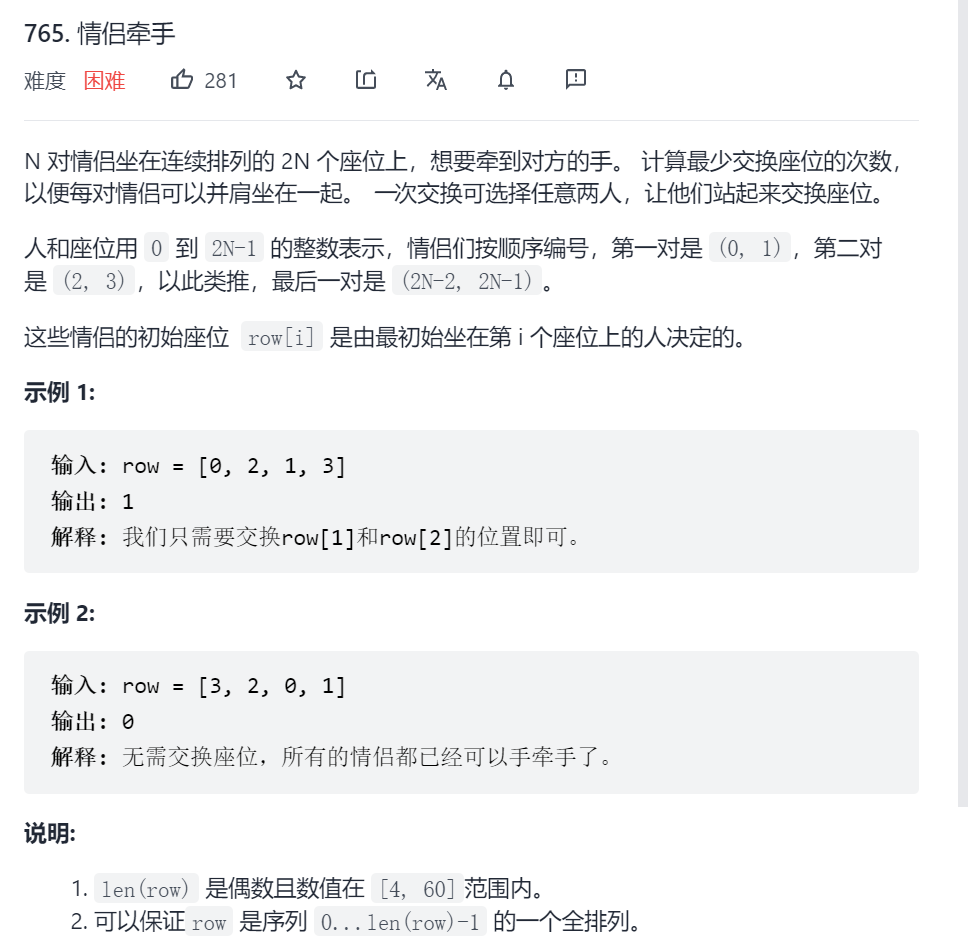 765. 情侣牵手
难度 困难 281
N 对情侣坐在连续排列的 2N 个座位上，想要牵到对方的手。 计算最少交换座位的次数，
以便每对情侣可以并肩坐在一起。 一次交换可选择任意两人，让他们站起来交换座位。
人和座位用 0 到 2N-1 的整数表示，情侣们按顺序编号，第一对是 (0, 1)，第二对
是 (2, 3)，以此类推，最后一对是 (2N-2, 2N-1)。
这些情侣的初始座位 row[i] 是由最初始坐在第 i 个座位上的人决定的。
示例 1:
输入: row = [0, 2, 1, 3]
输出: 1
解释: 我们只需要交换row[1]和row[2]的位置即可。
示例 2:
输入: row = [3, 2, 0, 1]
输出: 0
解释: 无需交换座位，所有的情侣都已经可以手牵手了。
说明:
1. len(row) 是偶数且数值在 [4, 60]范围内。
2. 可以保证row 是序列 0...len(row)-1 的一个全排列。